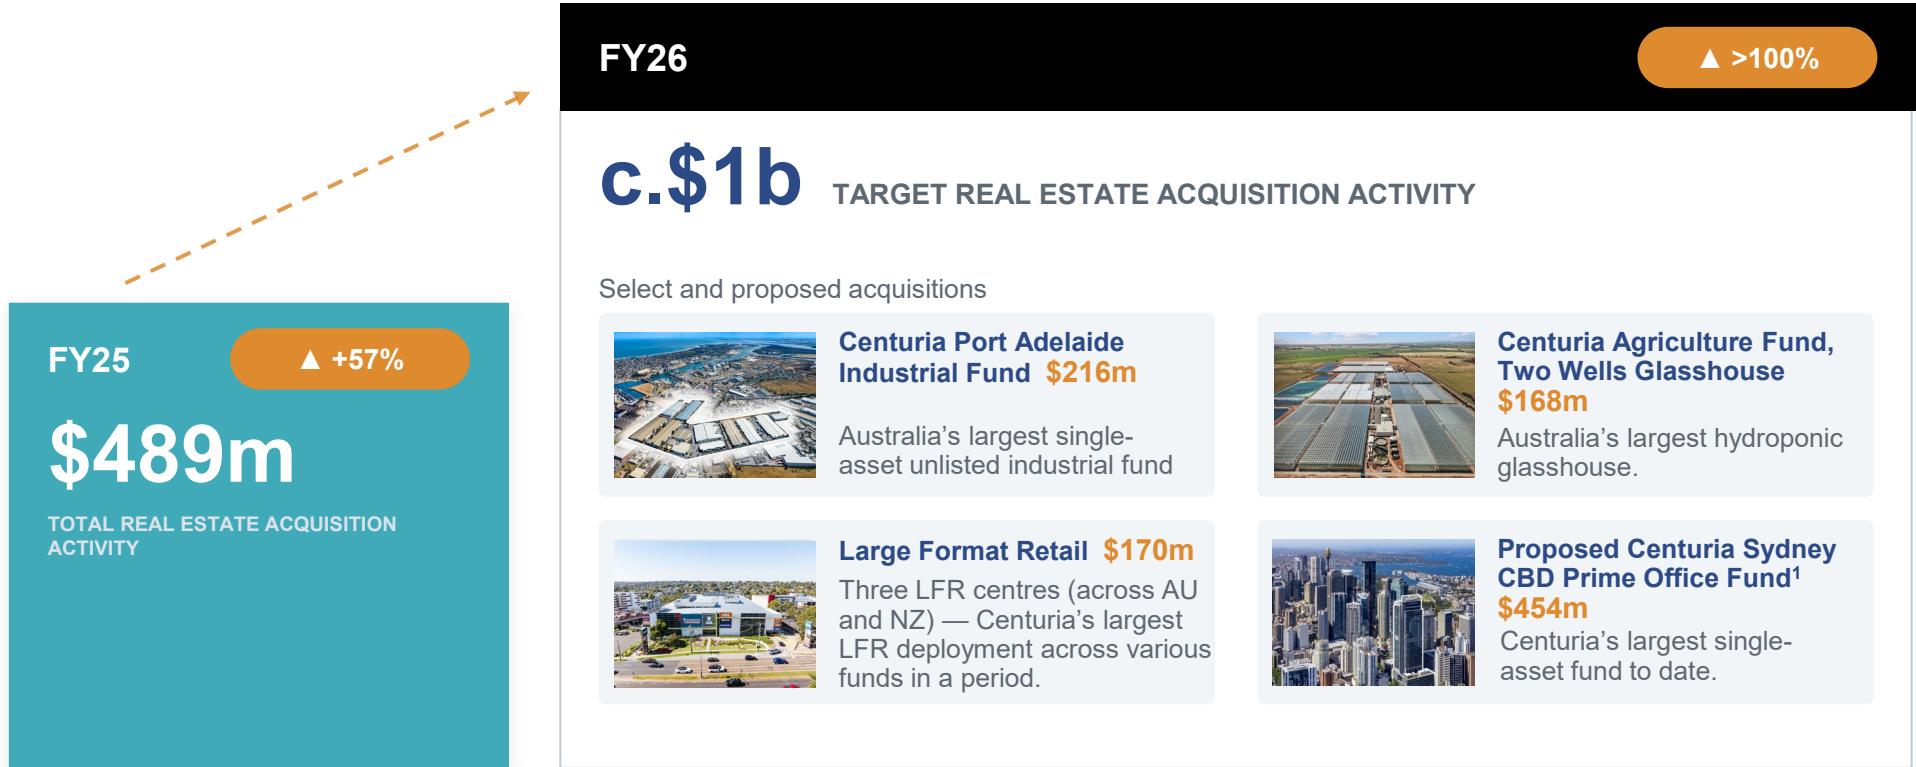 FY26
▲ >100%
c.$1b TARGET REAL ESTATE ACQUISITION ACTIVITY
FY25
▲ +57%
$489m
TOTAL REAL ESTATE ACQUISITION
ACTIVITY
Select and proposed acquisitions
Centuria Port Adelaide
Industrial Fund $216m
Australia’s largest single-
asset unlisted industrial fund
Centuria Agriculture Fund,
Two Wells Glasshouse
$168m
Australia’s largest hydroponic
glasshouse.
Large Format Retail $170m
Three LFR centres (across AU
and NZ) — Centuria’s largest
LFR deployment across various
funds in a period.
Proposed Centuria Sydney
CBD Prime Office Fund¹
$454m
Centuria’s largest single-
asset fund to date.